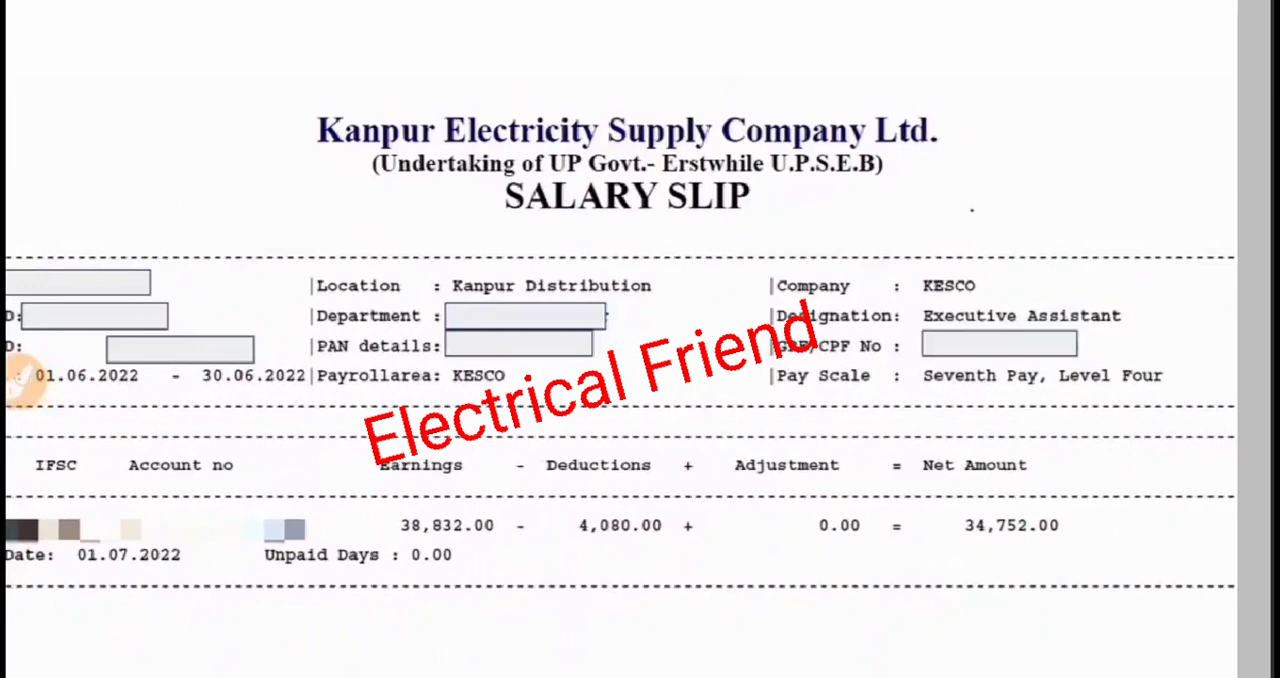 Kanpur Electricity Supply Company Ltd.
(Undertaking of UP Govt.- Erstwhile U.P.S.E.B)
SALARY SLIP
|Location : Kanpur Distribution |Company : KESCO
D: |Department : |Designation: Executive Assistant
D: |PAN details: |GPF/CPF No :
: 01.06.2022 - 30.06.2022|Payrollarea: KESCO |Pay Scale : Seventh Pay, Level Four
Electrical Friend
IFSC Account no Earnings - Deductions + Adjustment = Net Amount
38,832.00 - 4,080.00 + 0.00 = 34,752.00
Date: 01.07.2022 Unpaid Days : 0.00